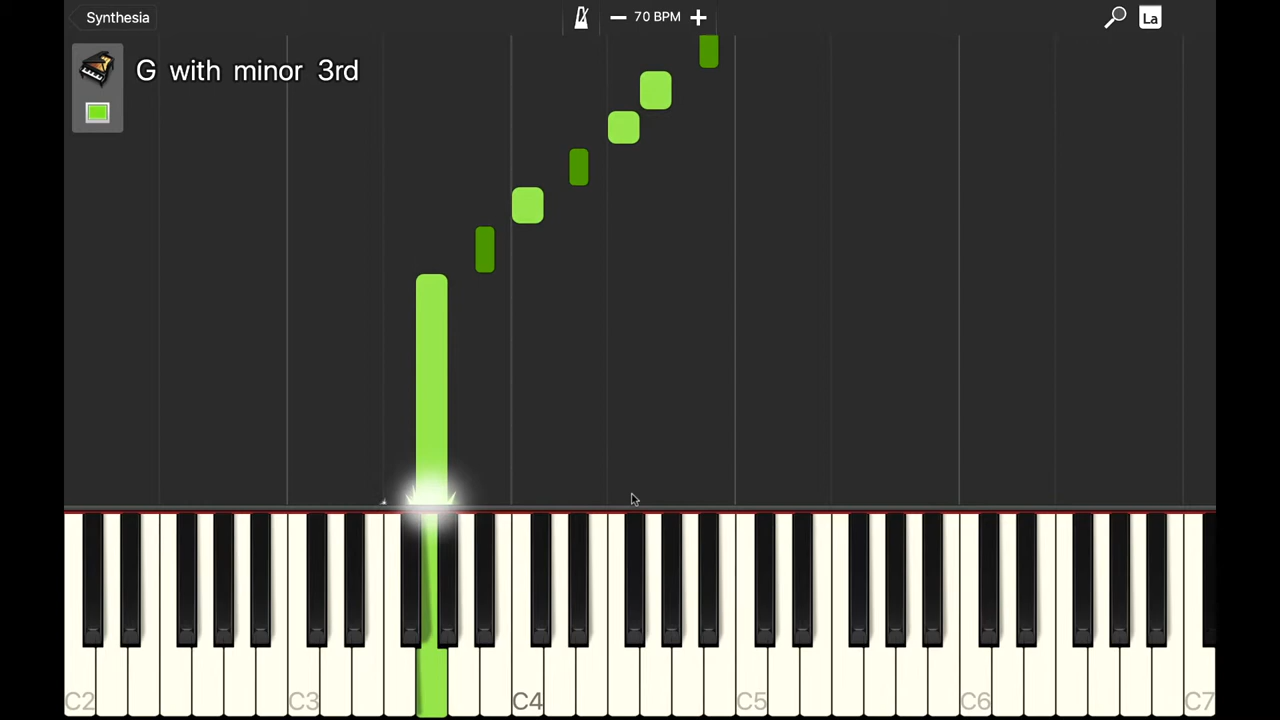 Synthesia
70 BPM
La
G with minor 3rd
C2
C3
C4
C5
C6
C7